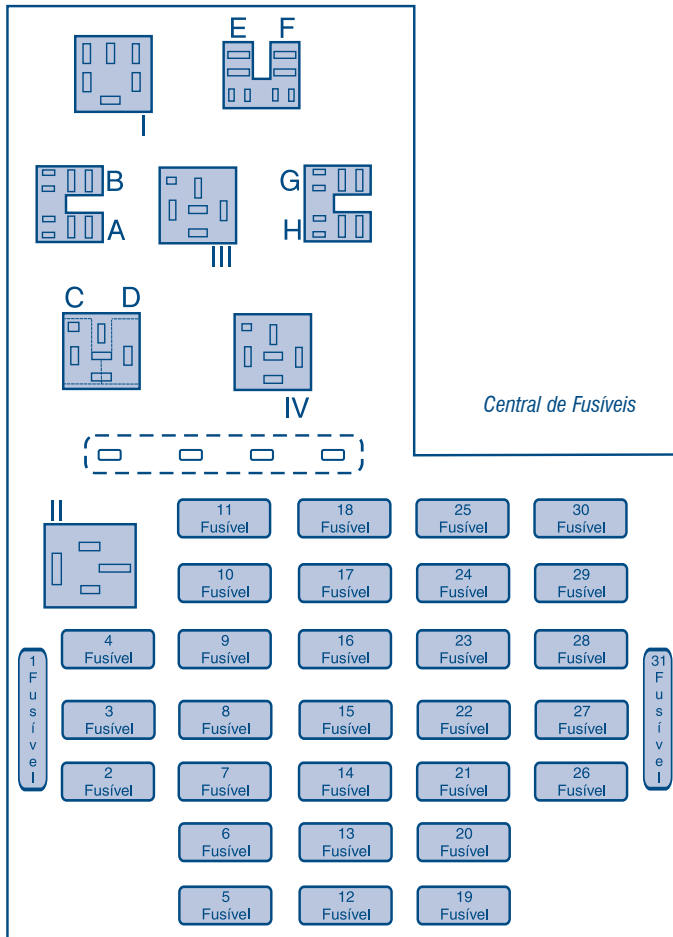 E F
I
B
A
III
G
H
C D
IV
Central de Fusíveis
II
11
Fusível
18
Fusível
25
Fusível
30
Fusível
10
Fusível
17
Fusível
24
Fusível
29
Fusível
4
Fusível
9
Fusível
16
Fusível
23
Fusível
28
Fusível
1
Fusível
31
Fusível
3
Fusível
8
Fusível
15
Fusível
22
Fusível
27
Fusível
2
Fusível
7
Fusível
14
Fusível
21
Fusível
26
Fusível
6
Fusível
13
Fusível
20
Fusível
5
Fusível
12
Fusível
19
Fusível